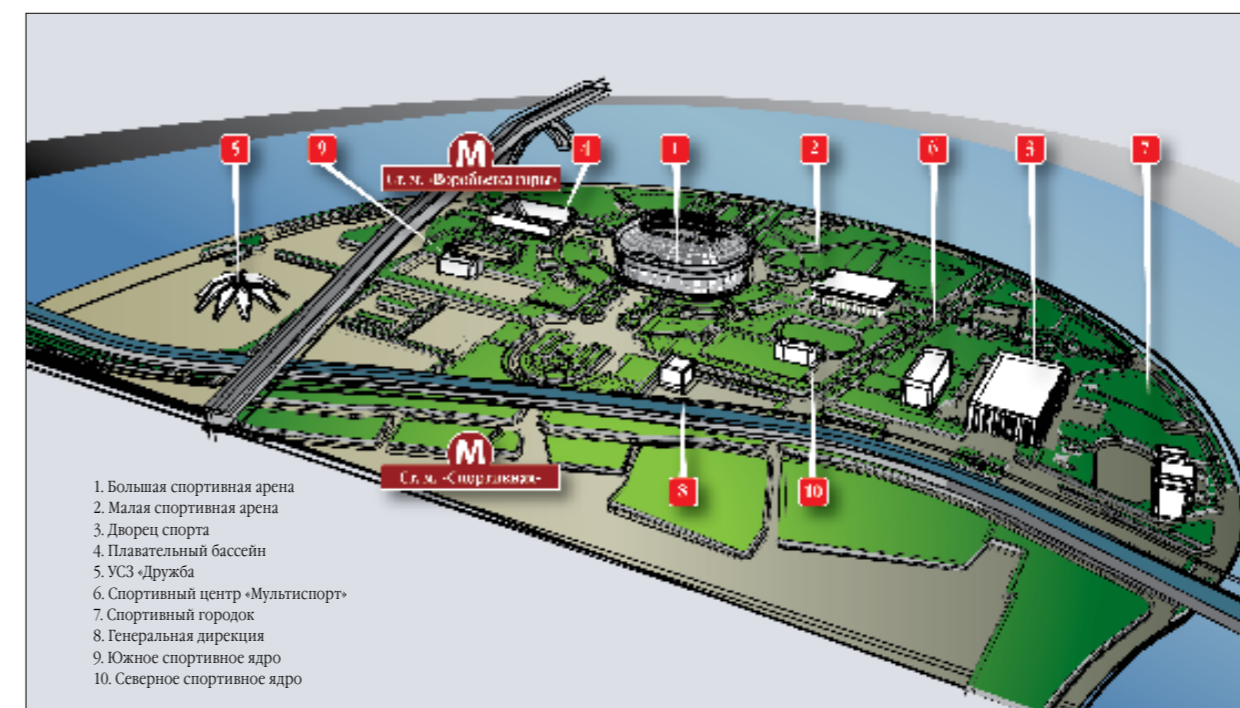 5
9
М
Ст. м. «Воробьевы горы»
4
1
2
6
3
7
М
Ст. м. «Спортивная»
8
10
1. Большая спортивная арена
2. Малая спортивная арена
3. Дворец спорта
4. Плавательный бассейн
5. УСЗ «Дружба
6. Спортивный центр «Мультиспорт»
7. Спортивный городок
8. Генеральная дирекция
9. Южное спортивное ядро
10. Северное спортивное ядро